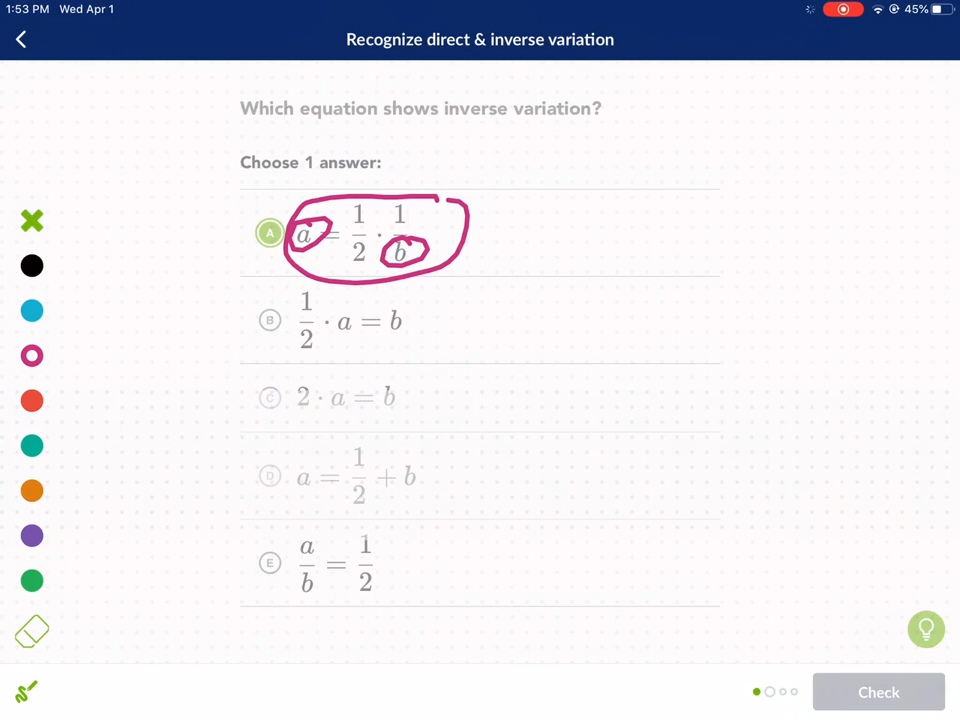 1:53 PM Wed Apr 1 45%
Recognize direct & inverse variation
Which equation shows inverse variation?
Choose 1 answer:
A a = 1/2 · 1/b
B 1/2 · a = b
C 2 · a = b
D a = 1/2 + b
E a/b = 1/2
Check